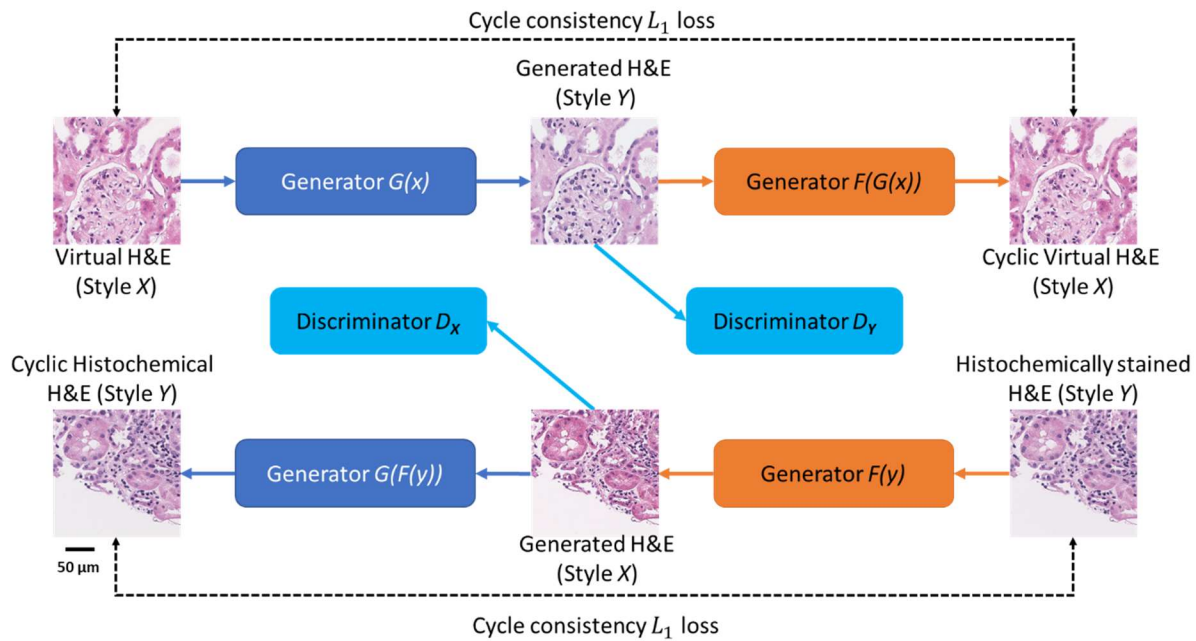 Cycle consistency L₁ loss
Generated H&E
(Style Y)
Generator G(x)
Generator F(G(x))
Virtual H&E
(Style X)
Cyclic Virtual H&E
(Style X)
Discriminator Dₓ
Discriminator Dᵧ
Cyclic Histochemical
H&E (Style Y)
Histochemically stained
H&E (Style Y)
Generator G(F(y))
Generator F(y)
Generated H&E
(Style X)
50 µm
Cycle consistency L₁ loss